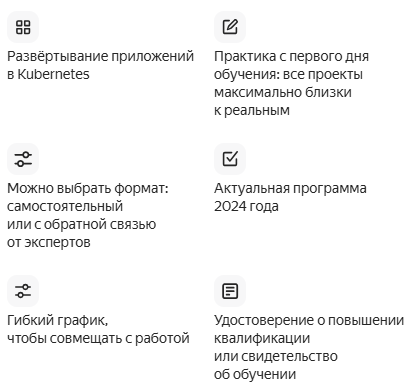 Развёртывание приложений
в Kubernetes
Практика с первого дня
обучения: все проекты
максимально близки
к реальным
Можно выбрать формат:
самостоятельный
или с обратной связью
от экспертов
Актуальная программа
2024 года
Гибкий график,
чтобы совмещать с работой
Удостоверение о повышении
квалификации
или свидетельство
об обучении